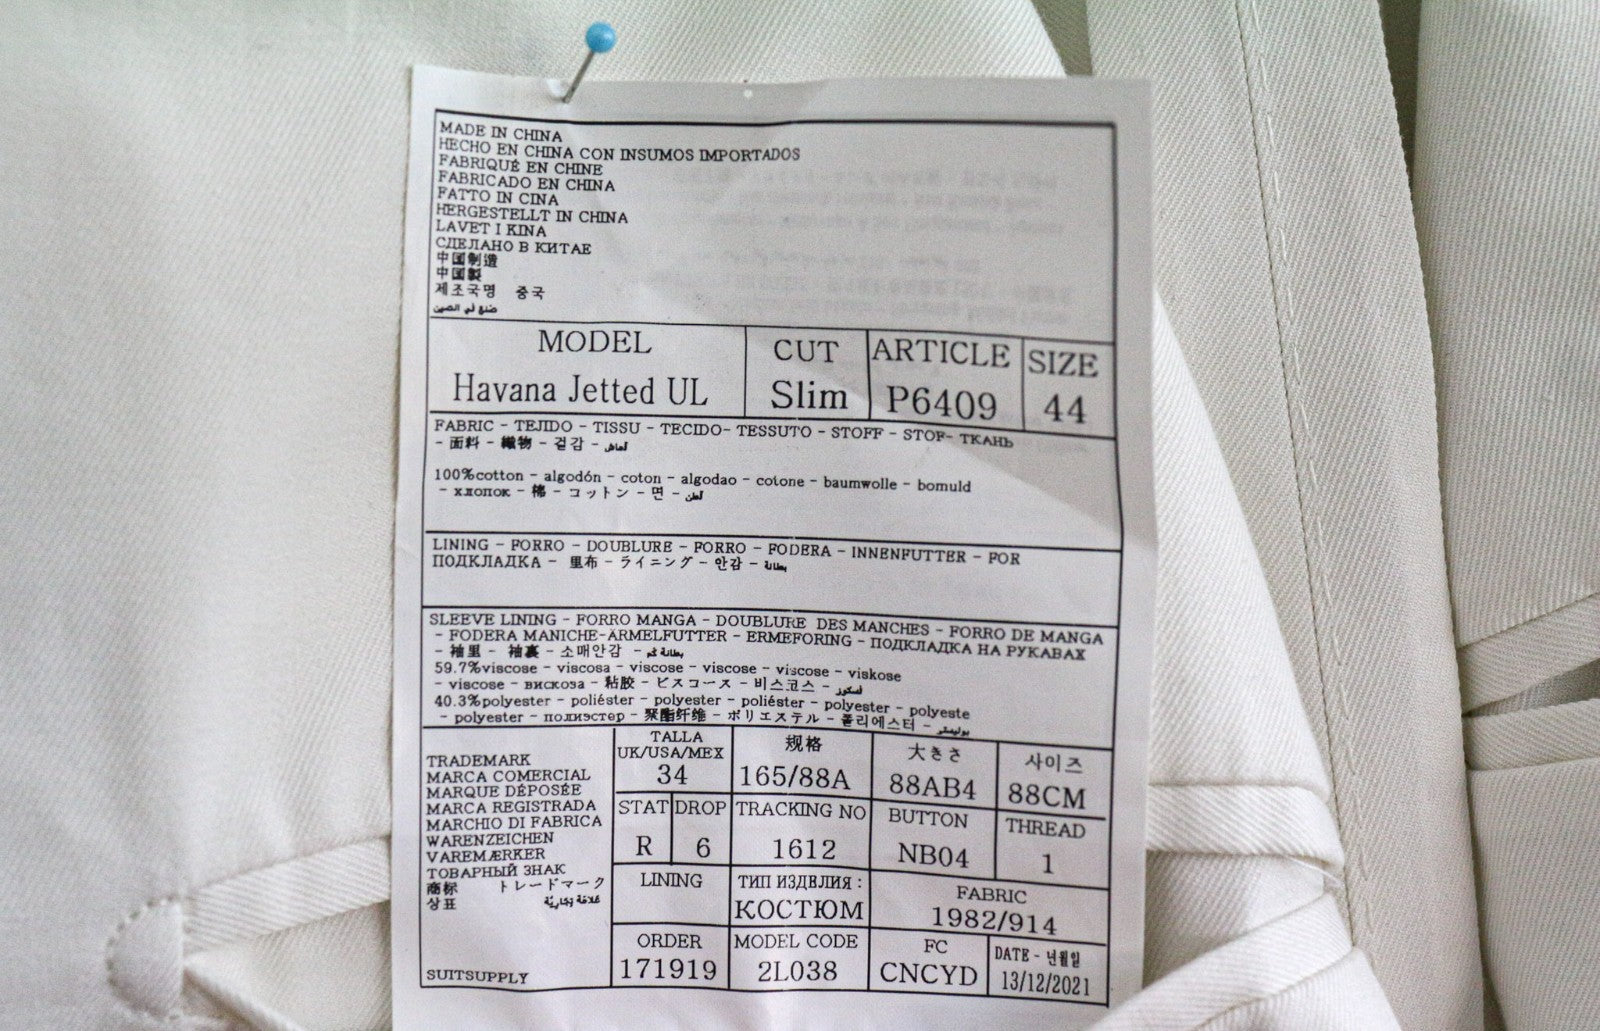 MADE IN CHINA
HECHO EN CHINA CON INSUMOS IMPORTADOS
FABRIQUÉ EN CHINE
FABRICADO EN CHINA
FATTO IN CINA
HERGESTELLT IN CHINA
LAVET I KINA
СДЕЛАНО В КИТАЕ
中国制造
中国製
제조국명 중국
صنع في الصين
MODEL CUT ARTICLE SIZE
Havana Jetted UL Slim P6409 44
FABRIC - TEJIDO - TISSU - TECIDO- TESSUTO - STOFF - STOF- ТКАНЬ
- 面料 - 織物 - 겉감 - قماش
100%cotton - algodón - coton - algodao - cotone - baumwolle - bomuld
- хлопок - 棉 - コットン - 면 - قطن
LINING - FORRO - DOUBLURE - FORRO - FODERA - INNENFUTTER - FOR
ПОДКЛАДКА - 里布 - ライニング - 안감 - بطانة
SLEEVE LINING - FORRO MANGA - DOUBLURE DES MANCHES - FORRO DE MANGA
- FODERA MANICHE-ARMELFUTTER - ERMEFORING - ПОДКЛАДКА НА РУКАВАХ
- 袖里 - 袖裏 - 소매안감 - بطانة كم
59.7%viscose - viscosa - viscose - viscose - viscose - viskose
- viscose - вискоза - 粘胶 - ビスコース - 비스코스 -
40.3%polyester - poliéster - polyester - poliéster - polyester - polyeste
- polyester - полиэстер - 聚酯纤维 - ポリエステル - 폴리에스터 - بوليستر
TRADEMARK
MARCA COMERCIAL
MARQUE DÉPOSÉE
MARCA REGISTRADA
MARCHIO DI FABRICA
WARENZEICHEN
VAREMÆRKER
ТОВАРНЫЙ ЗНАК
商标 トレードマーク
상표 علامة تجارية
SUITSUPPLY
TALLA 规格 大きさ 사이즈
UK/USA/MEX
34 165/88A 88AB4 88CM
STAT DROP TRACKING NO BUTTON THREAD
R 6 1612 NB04 1
LINING ТИП ИЗДЕЛИЯ : FABRIC
КОСТЮМ 1982/914
ORDER MODEL CODE FC DATE - 년월일
171919 2L038 CNCYD 13/12/2021